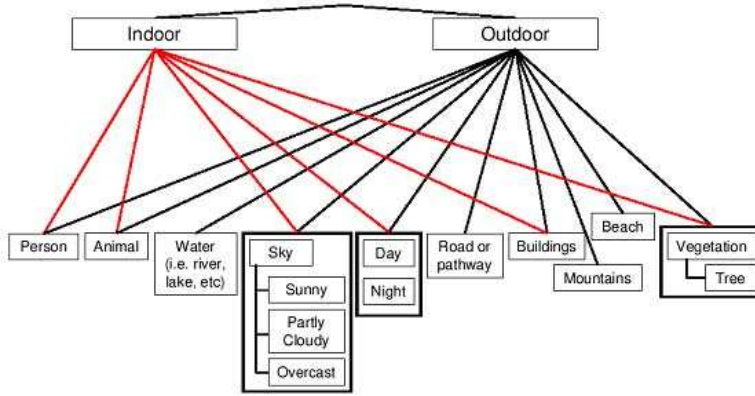 Indoor
Outdoor
Person
Animal
Water
(i.e. river,
lake, etc)
Sky
Sunny
Partly
Cloudy
Overcast
Day
Night
Road or
pathway
Buildings
Mountains
Beach
Vegetation
Tree